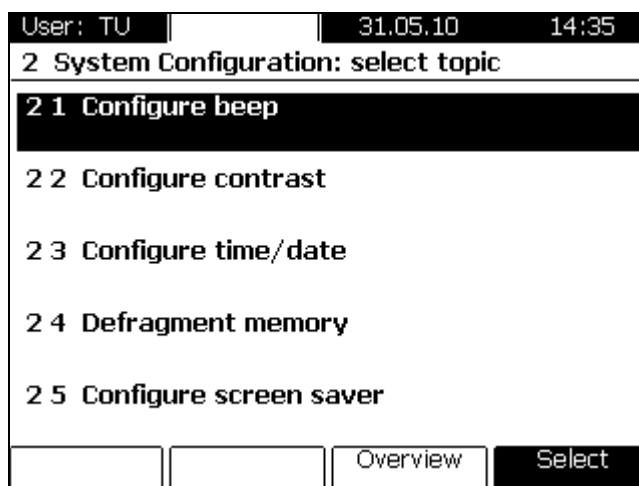 User: TU 31.05.10 14:35
2 System Configuration: select topic
2 1 Configure beep
2 2 Configure contrast
2 3 Configure time/date
2 4 Defragment memory
2 5 Configure screen saver
Overview Select